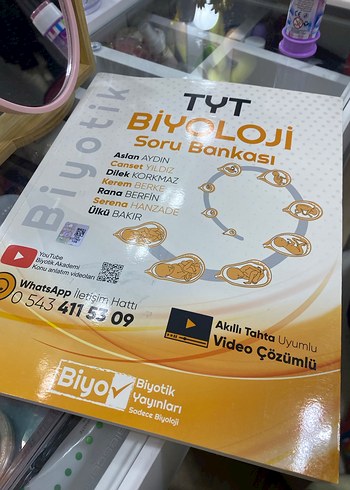 TYT
BİYOLOJİ
Soru Bankası
Biyotik
Aslan AYDIN
Canset YILDIZ
Dilek KORKMAZ
Kerem BERKE
Rana BERFİN
Serena HANZADE
Ülkü BAKIR
YouTube
Biyotik Akademi
Konu anlatım videoları
WhatsApp İletişim Hattı
0 543 411 53 09
Akıllı Tahta Uyumlu
Video Çözümlü
Biyo
Biyotik
Yayınları
Sadece Biyoloji